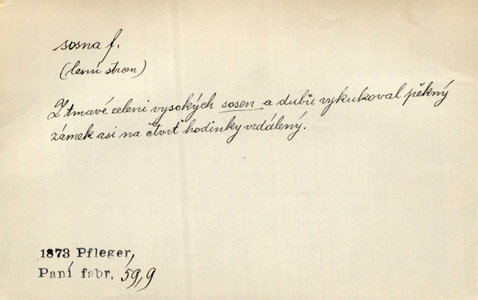 sosna f.
(lesní strom)
Z tmavé zeleni vysokých sosen a dubů vykukoval pěkný
zámek asi na čtvrt hodinky vzdálený.
1873 Pfleger,
Paní fabr. 59,9